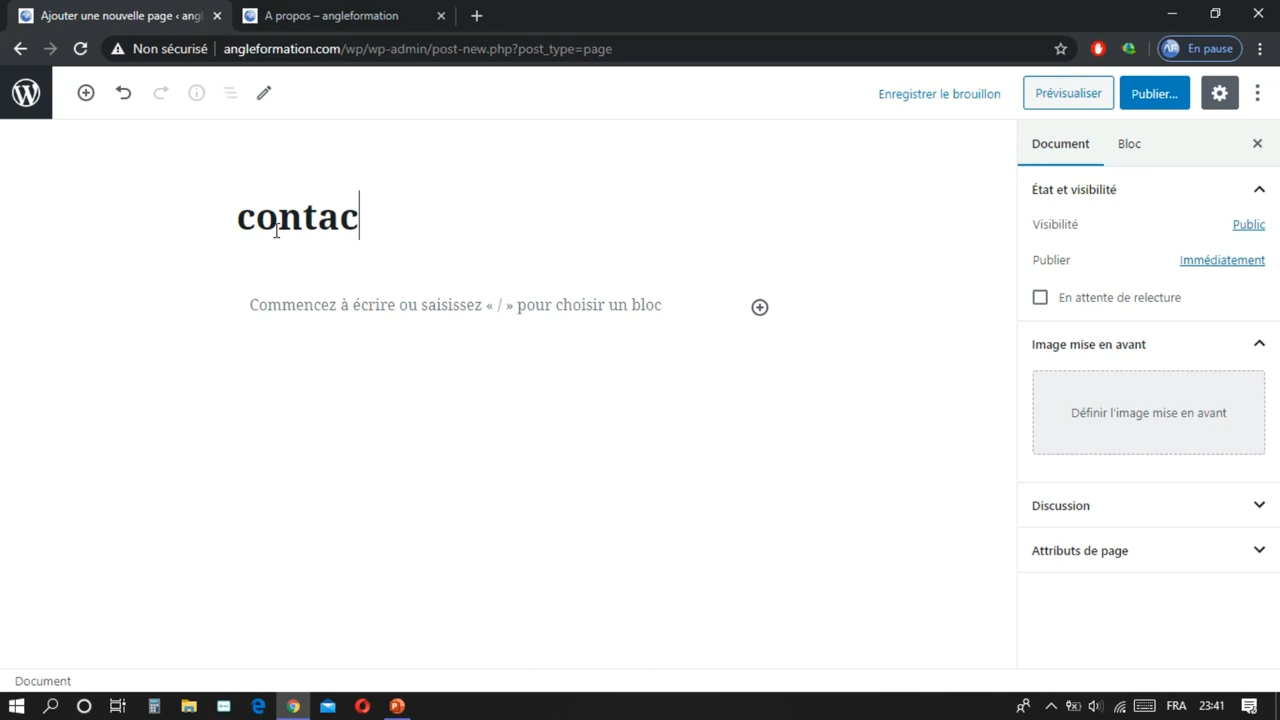 Ajouter une nouvelle page ‹ ang
A propos – angleformation
Non sécurisé
angleformation.com/wp/wp-admin/post-new.php?post_type=page
En pause
Enregistrer le brouillon
Prévisualiser
Publier...
contac
Commencez à écrire ou saisissez « / » pour choisir un bloc
Document
Bloc
État et visibilité
Visibilité
Public
Publier
Immédiatement
En attente de relecture
Image mise en avant
Définir l'image mise en avant
Discussion
Attributs de page
Document
FRA
23:41